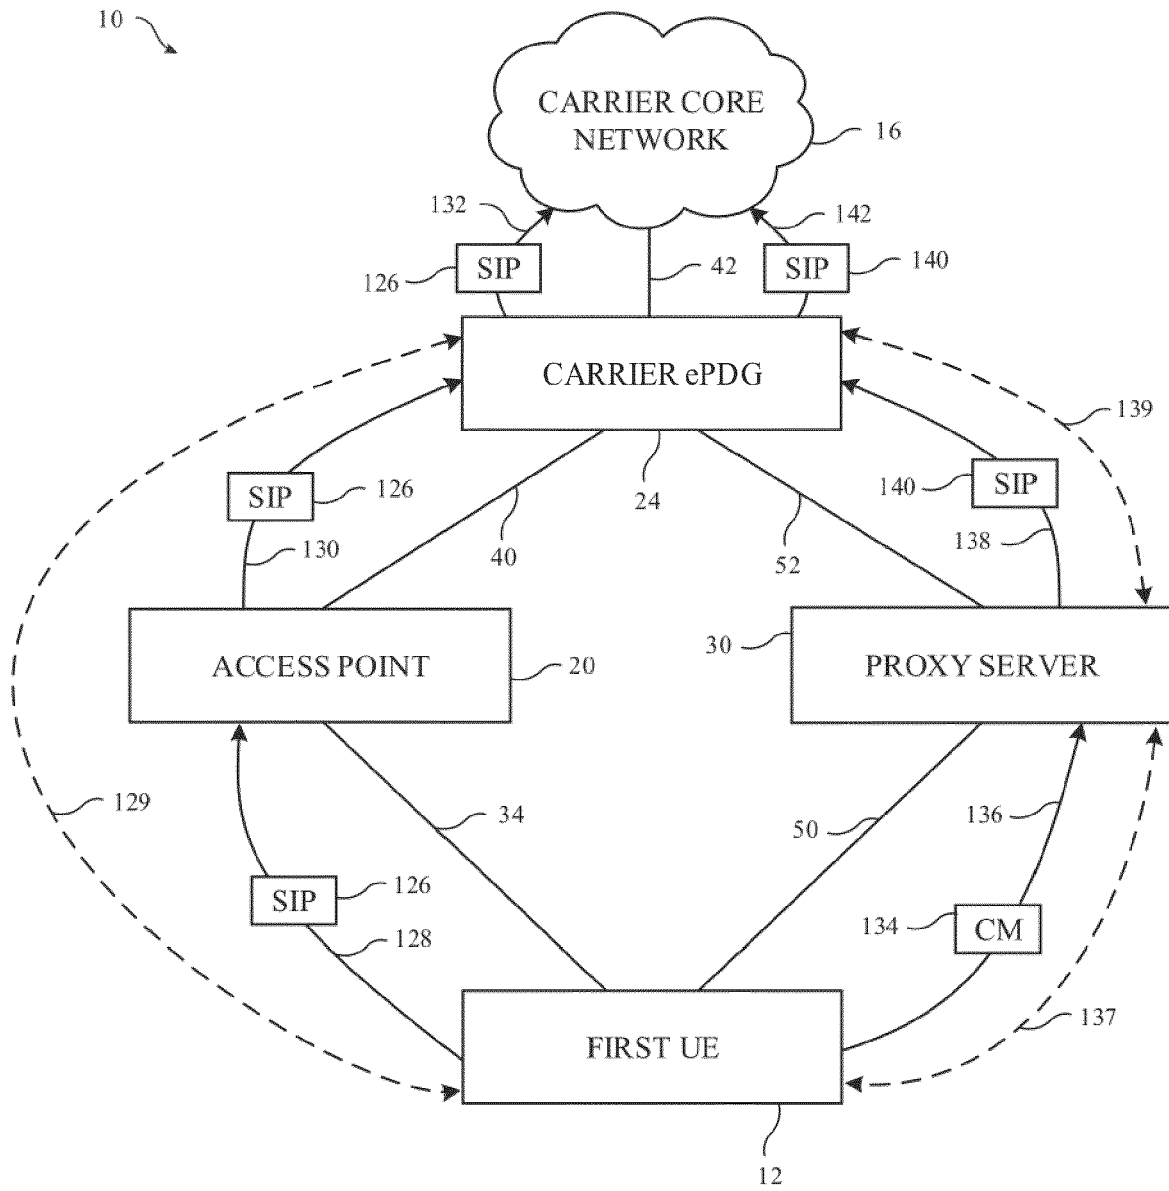 10
CARRIER CORE
NETWORK
16
132
142
SIP
126
42
SIP
140
CARRIER ePDG
139
SIP
126
24
140
SIP
40
52
130
138
ACCESS POINT
20
30
PROXY SERVER
129
34
50
136
SIP
126
134
CM
128
137
FIRST UE
12